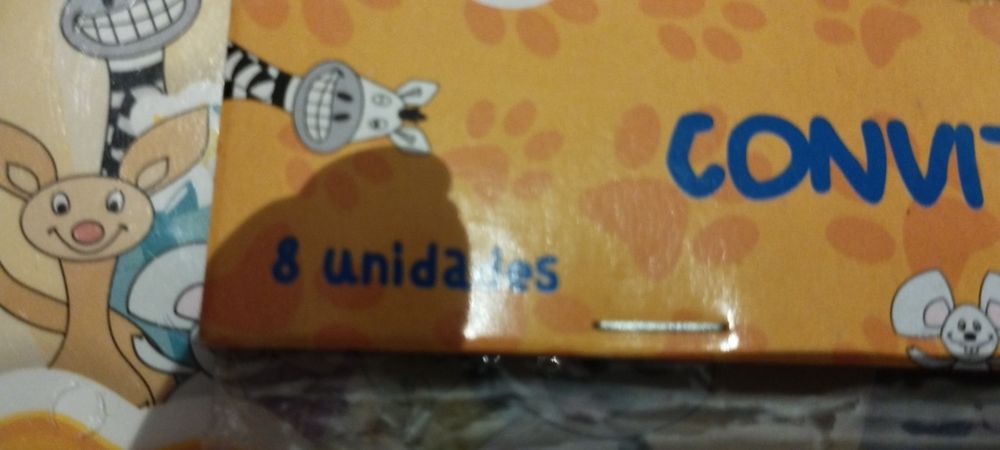 CONVIT
8 unidades